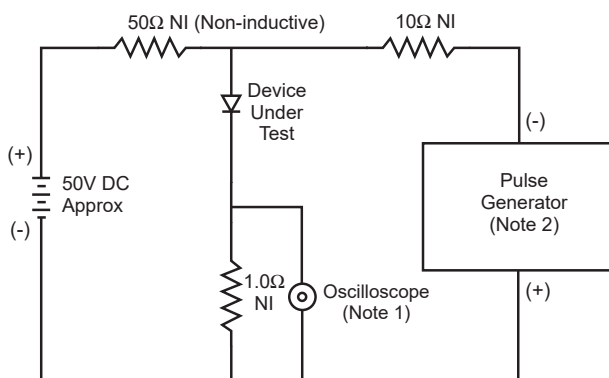 50Ω NI (Non-inductive)
10Ω NI
Device
Under
Test
(+)
50V DC
Approx
(-)
1.0Ω
NI
Oscilloscope
(Note 1)
(-)
Pulse
Generator
(Note 2)
(+)